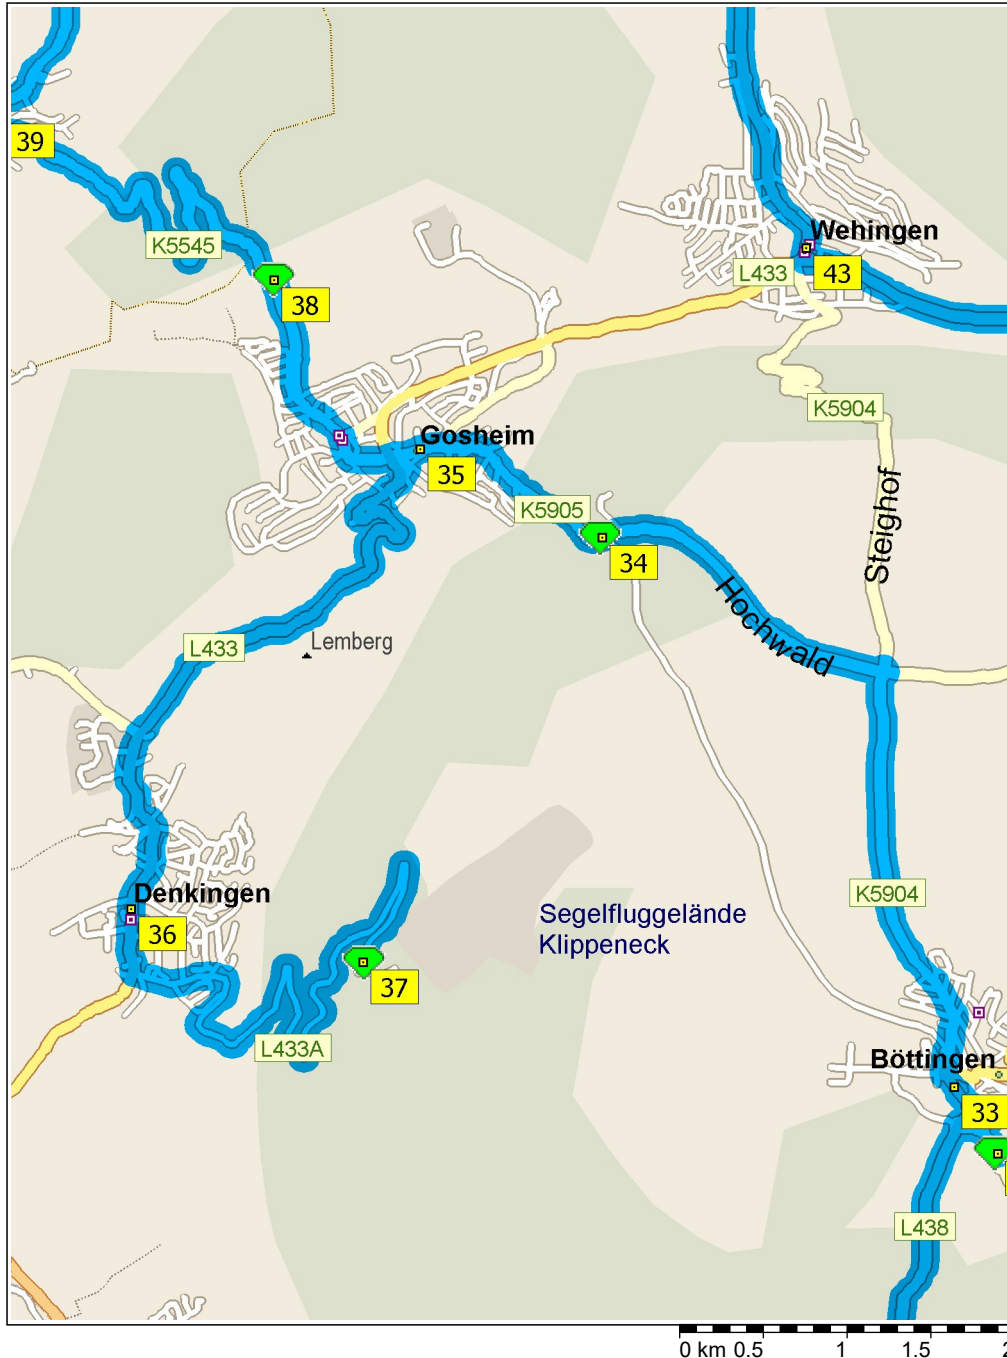 39
Wehingen
K5545
L433
43
38
K5904
Gosheim
35
K5905
Steighof
34
Hochwald
Lemberg
L433
Denkingen
K5904
Segelfluggelände
Klippeneck
36
37
L433A
Böttingen
33
L438
0 km 0.5 1 1.5 2